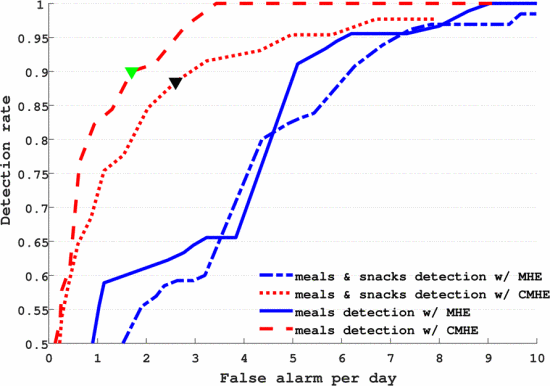 1
0.95
0.9
0.85
0.8
0.75
0.7
0.65
0.6
0.55
0.5
Detection rate
meals & snacks detection w/ MHE
meals & snacks detection w/ CMHE
meals detection w/ MHE
meals detection w/ CMHE
0 1 2 3 4 5 6 7 8 9 10
False alarm per day